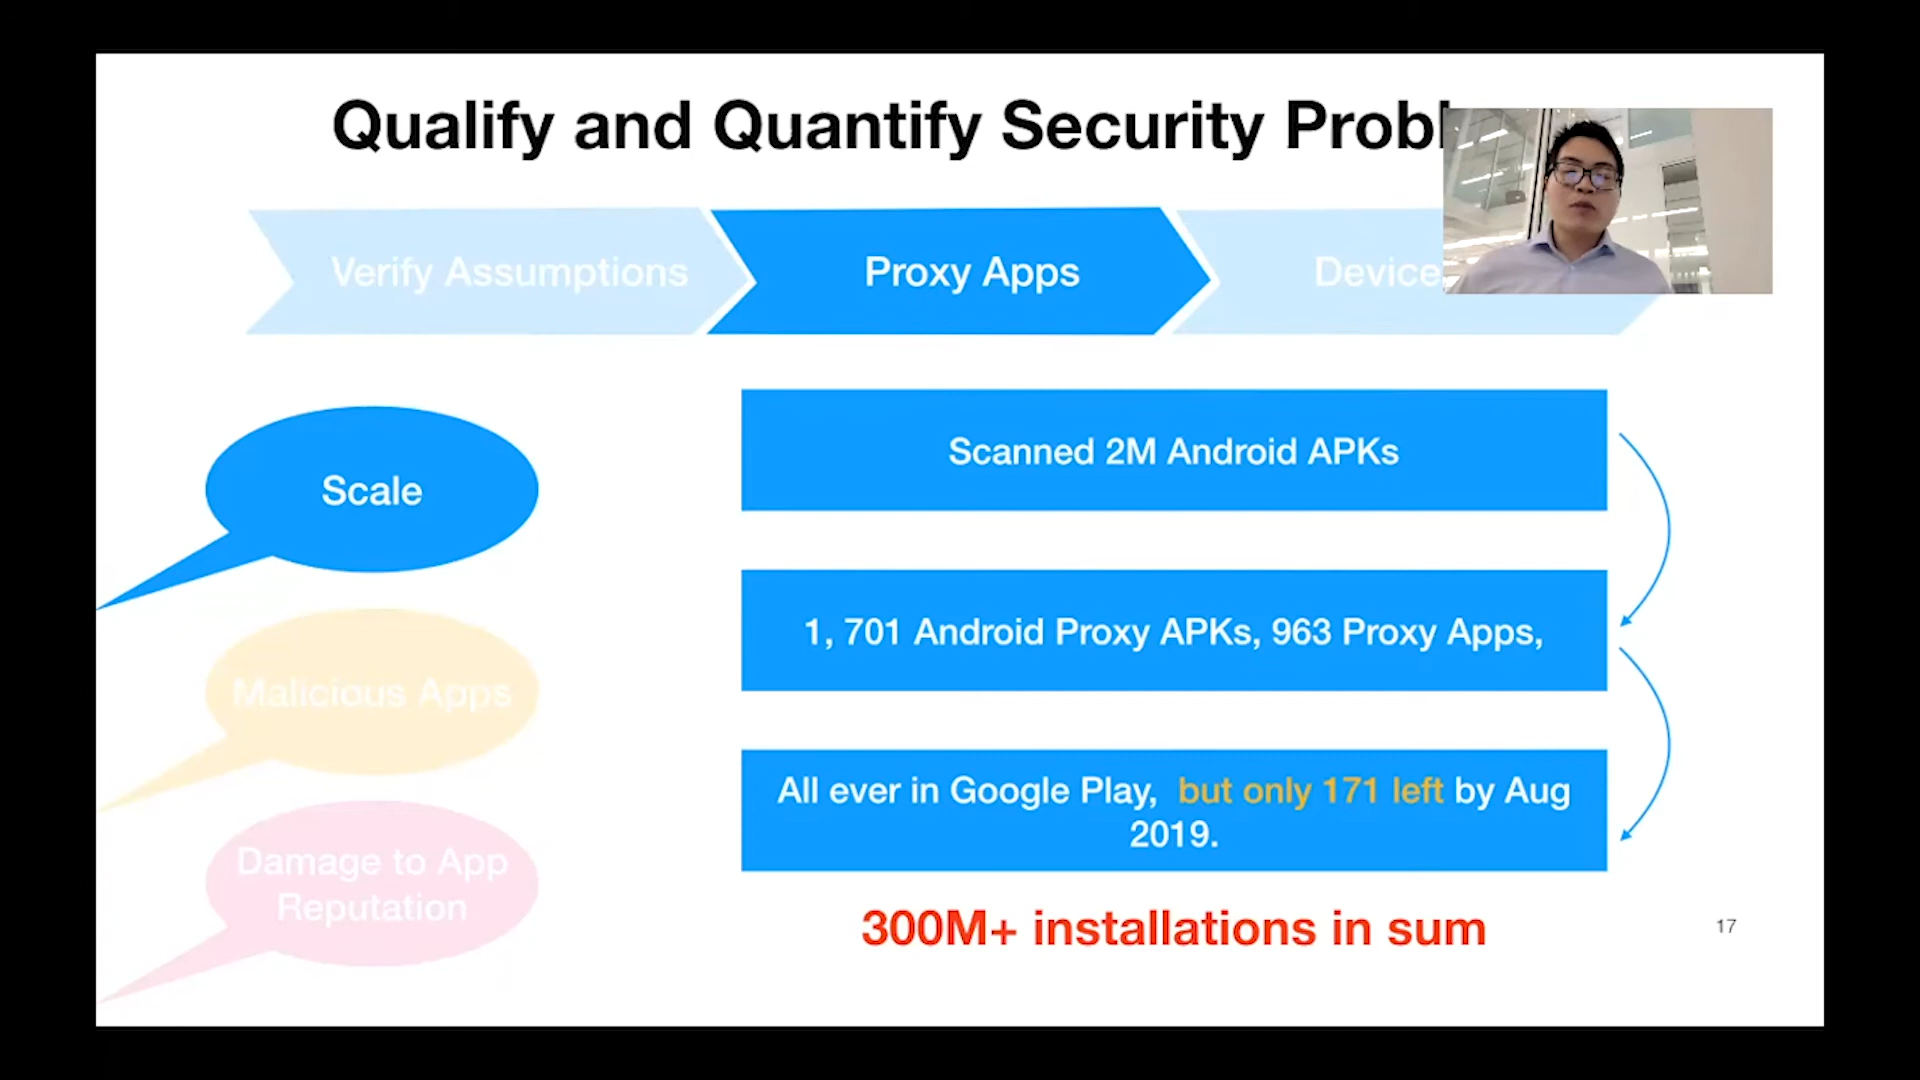 Qualify and Quantify Security
Verify Assumptions
Proxy Apps
Scale
Scanned 2M Android APKs
1, 701 Android Proxy APKs, 963 Proxy Apps,
Malicious Apps
All ever in Google Play, but only 171 left by Aug
2019.
Damage to App
Reputation
300M+ installations in sum
17